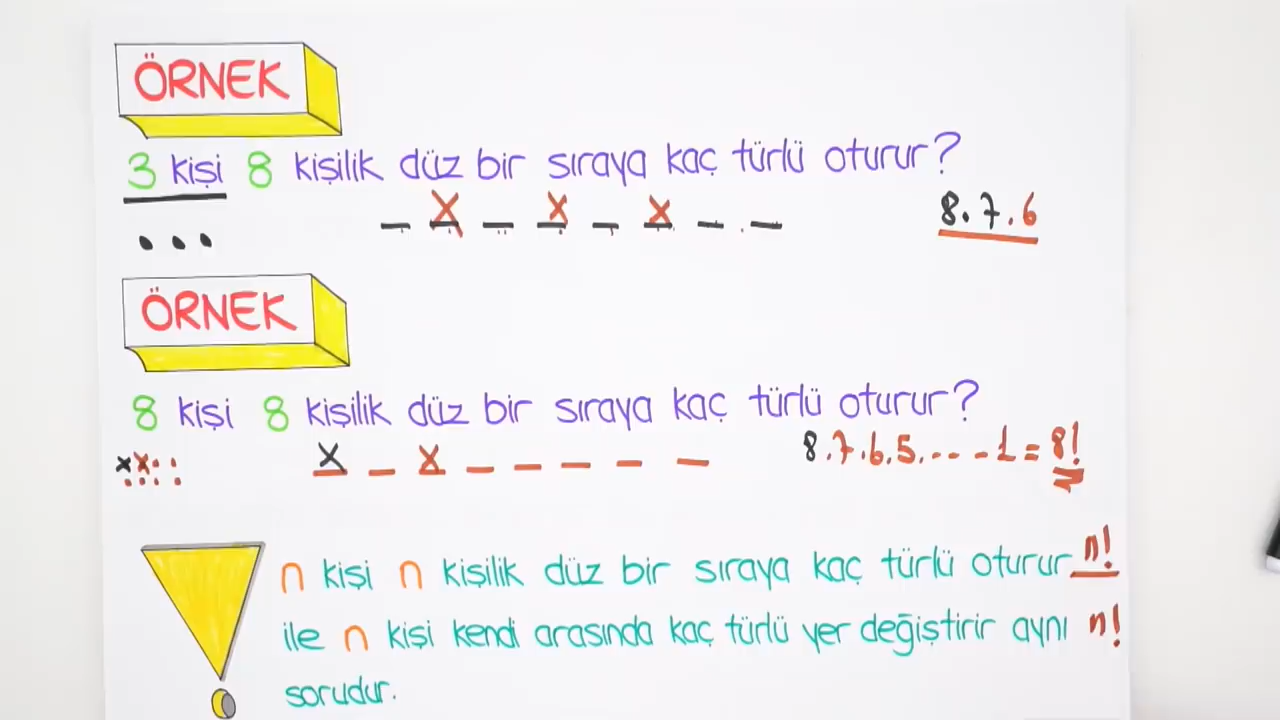 ÖRNEK
3 kişi 8 kişilik düz bir sıraya kaç türlü oturur?
x x x 8.7.6
ÖRNEK
8 kişi 8 kişilik düz bir sıraya kaç türlü oturur?
xx x x 8.7.6.5.---1=8!
n kişi n kişilik düz bir sıraya kaç türlü oturur n!
ile n kişi kendi arasında kaç türlü yer değiştirir aynı n!
sorudur.